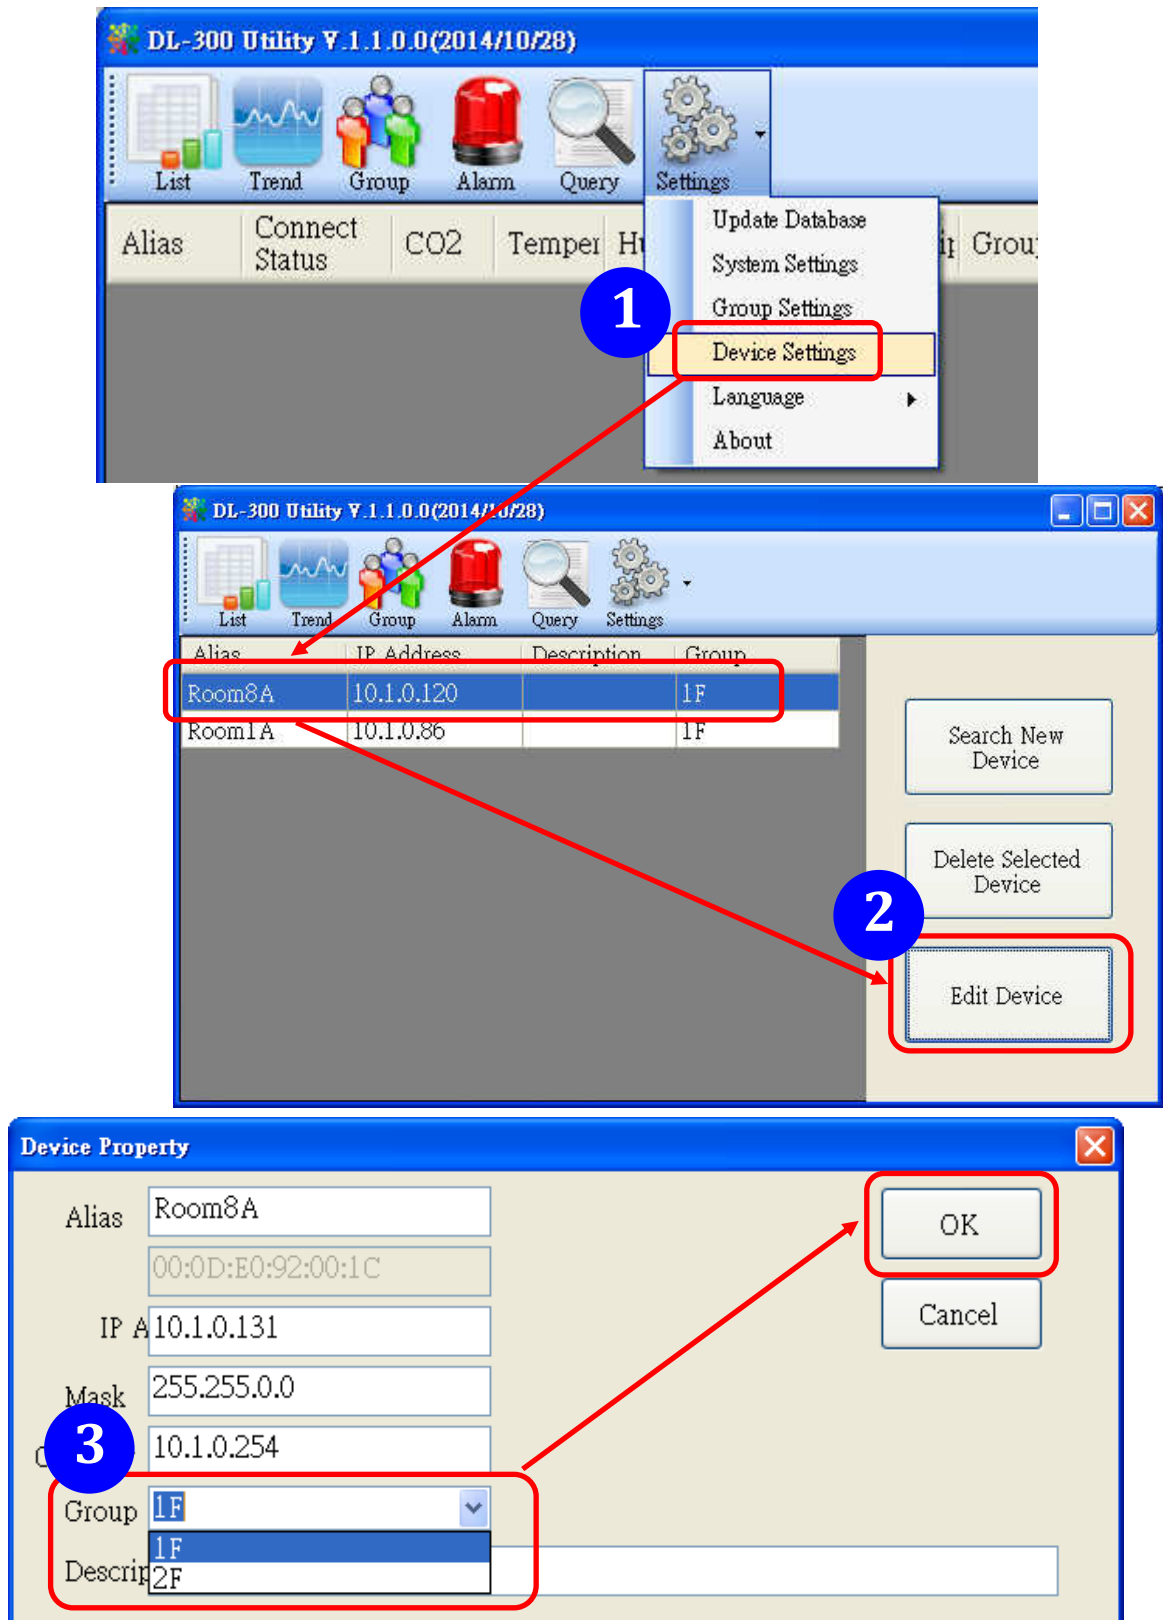 DL-300 Utility V.1.1.0.0(2014/10/28)
List Trend Group Alarm Query Settings
Alias Connect Status CO2 Temper Hu Grou
Update Database
System Settings
1
Group Settings
Device Settings
Language
About
DL-300 Utility V.1.1.0.0(2014/10/28)
List Trend Group Alarm Query Settings
Alias IP Address Description Group
Room8A 10.1.0.120 1F
Room1A 10.1.0.86 1F
Search New
Device
Delete Selected
Device
2
Edit Device
Device Property
Alias Room8A
OK
00:0D:E0:92:00:1C
IP A 10.1.0.131
Cancel
Mask 255.255.0.0
3
10.1.0.254
Group 1F
1F
Descrip
2F